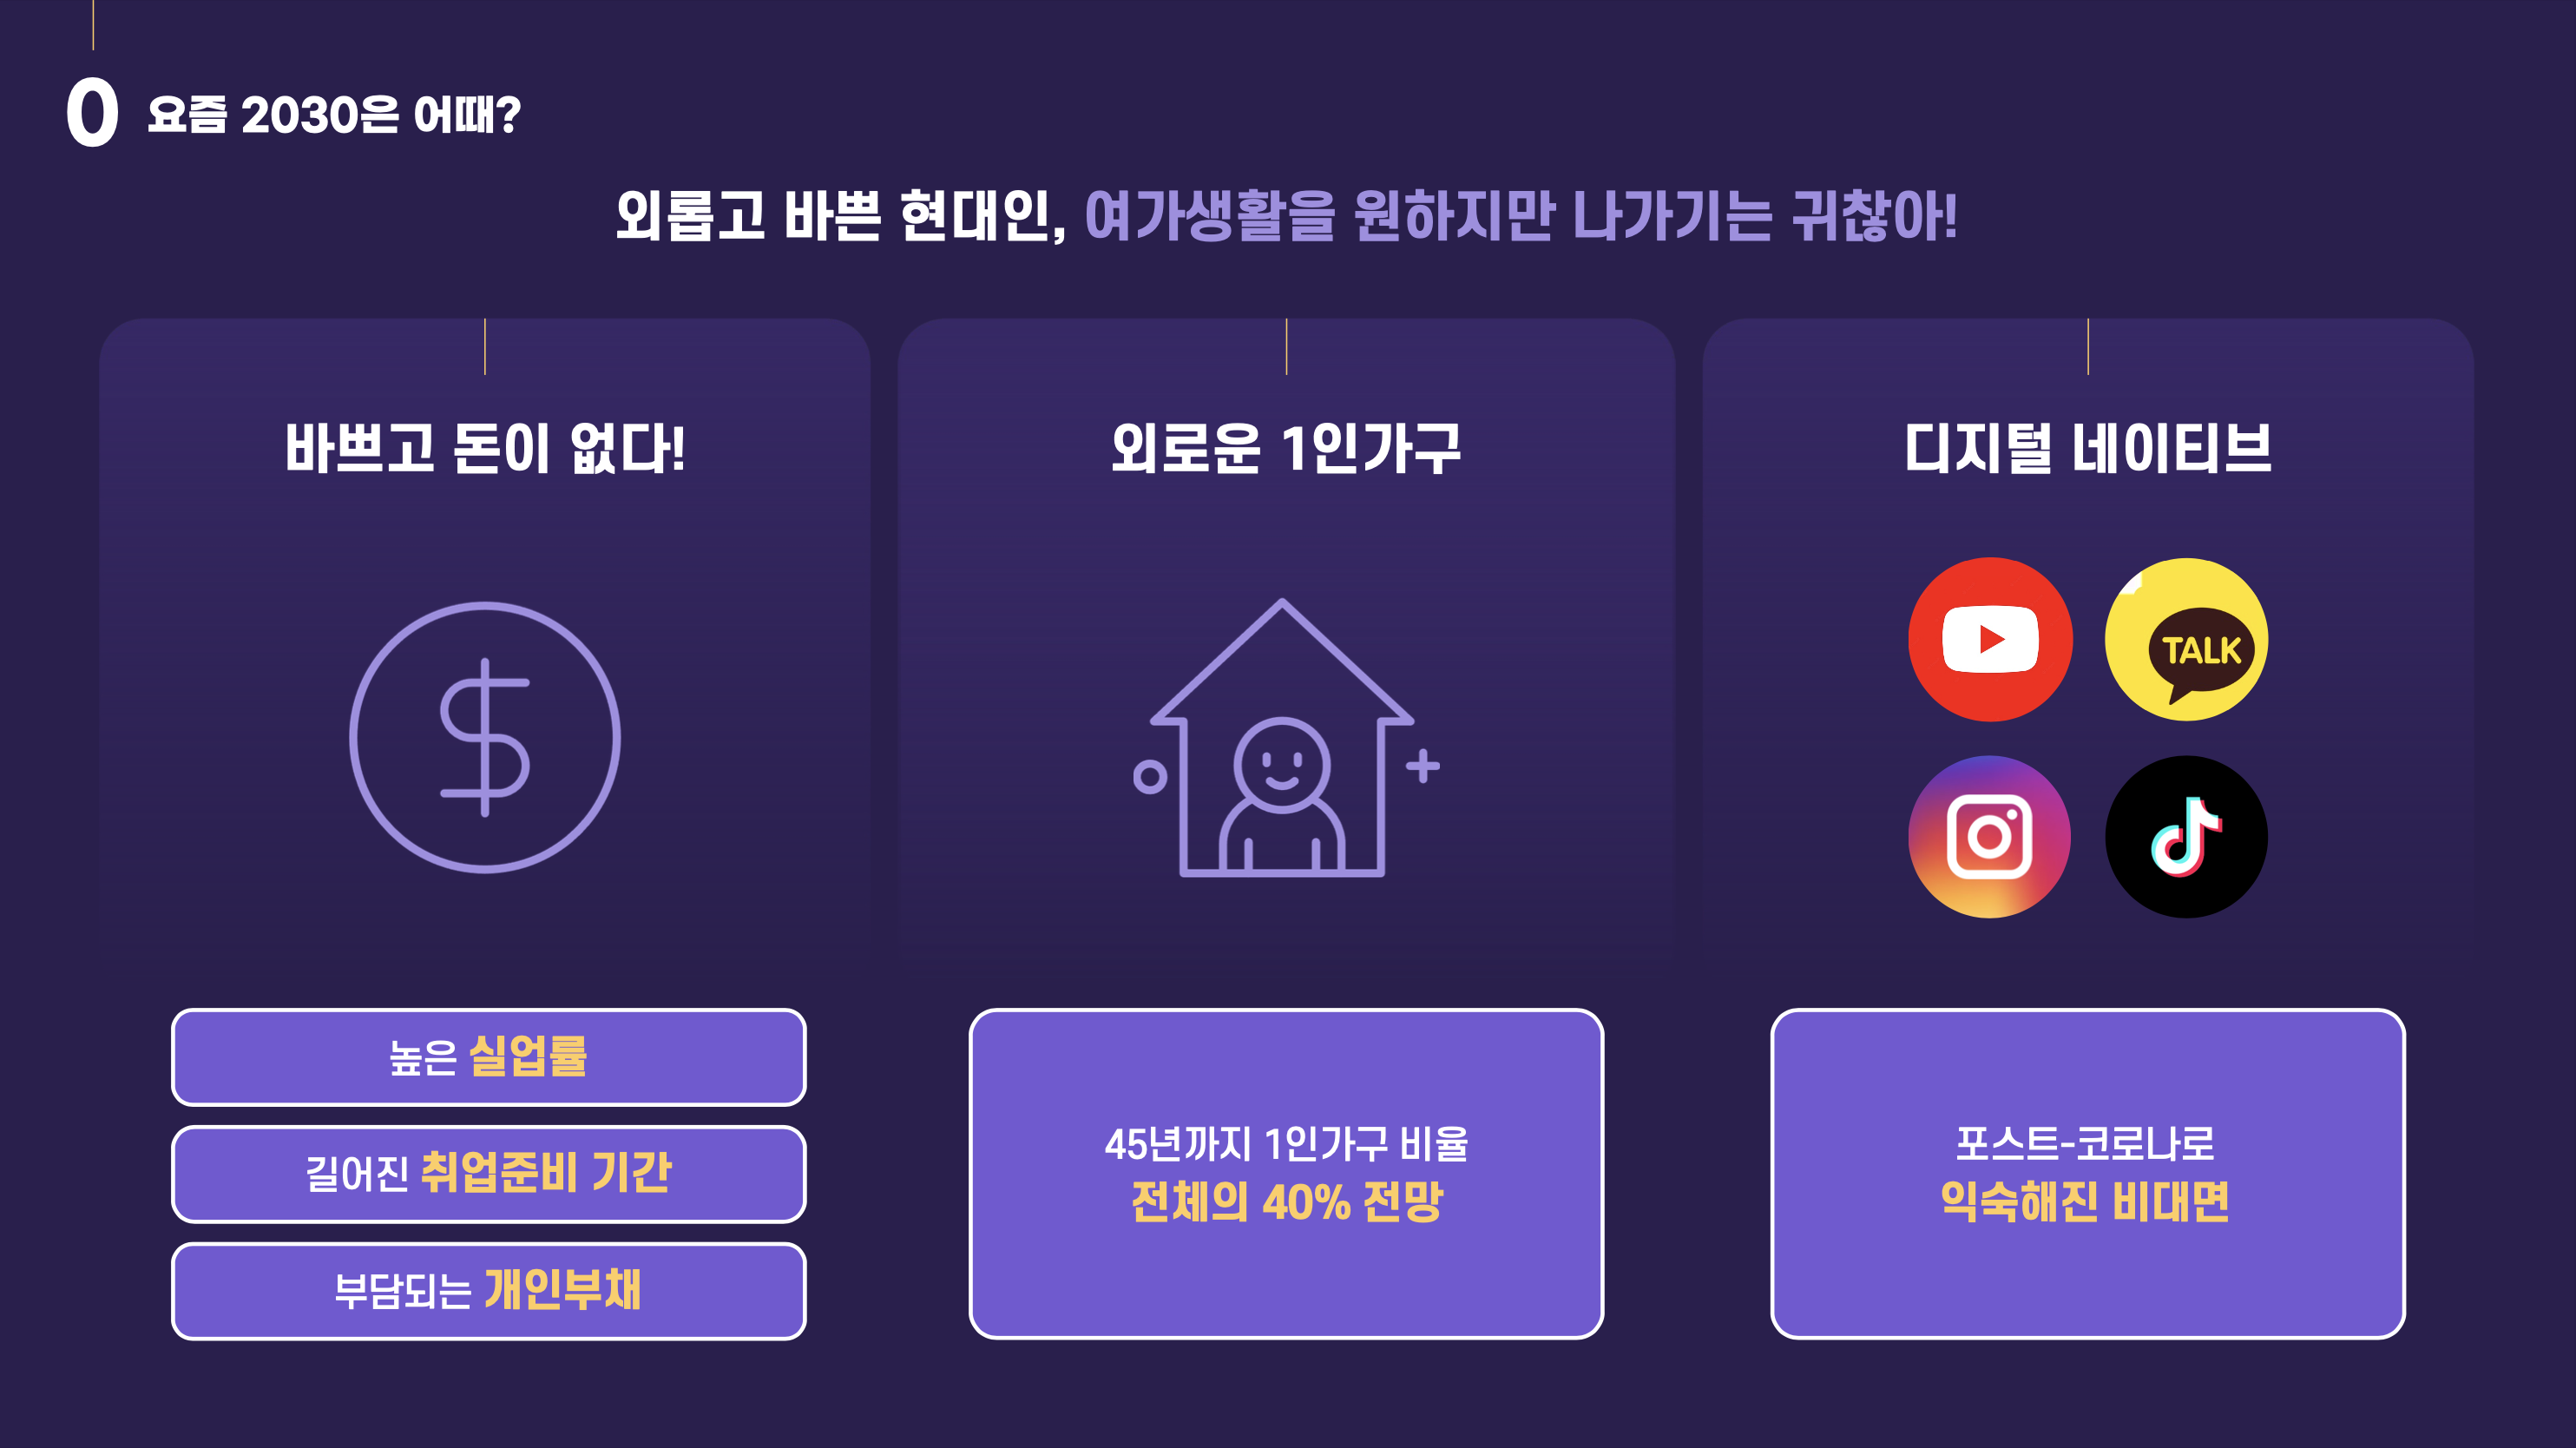 0 요즘 2030은 어때?
외롭고 바쁜 현대인, 여가생활을 원하지만 나가기는 귀찮아!
바쁘고 돈이 없다!
높은 실업률
길어진 취업준비 기간
부담되는 개인부채
외로운 1인가구
45년까지 1인가구 비율
전체의 40% 전망
디지털 네이티브
TALK
포스트-코로나로
익숙해진 비대면